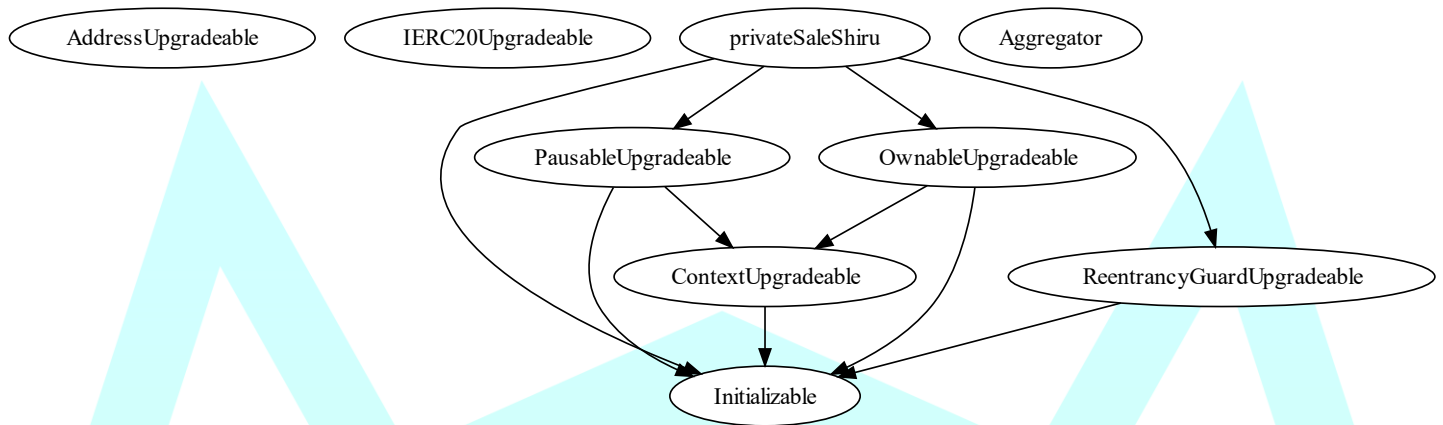 AddressUpgradeable
IERC20Upgradeable
privateSaleShiru
Aggregator
PausableUpgradeable
OwnableUpgradeable
ContextUpgradeable
ReentrancyGuardUpgradeable
Initializable